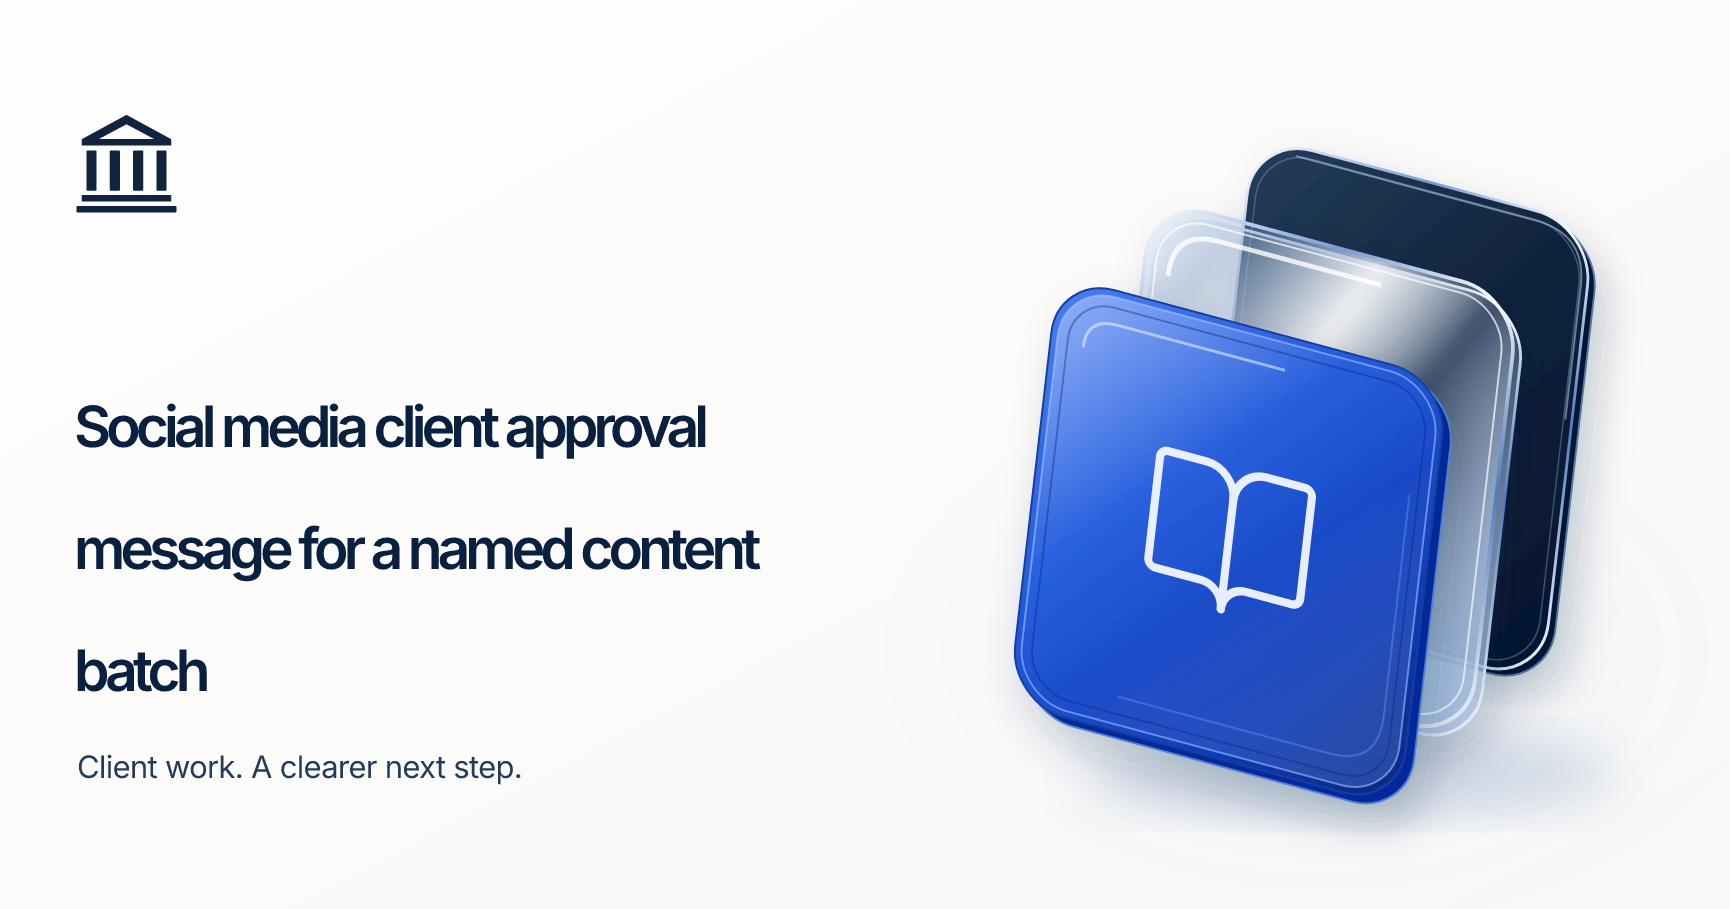 Social media client approval
message for a named content
batch
Client work. A clearer next step.